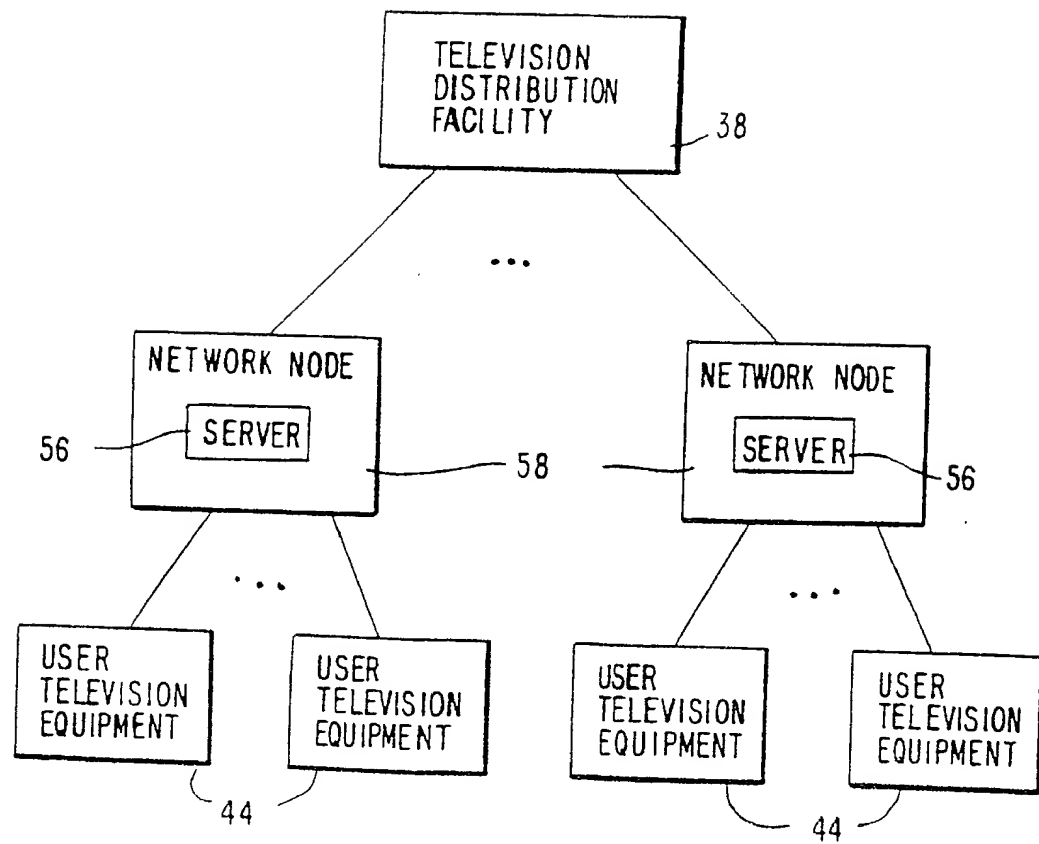 TELEVISION
DISTRIBUTION
FACILITY
38
NETWORK NODE
SERVER
56
58
NETWORK NODE
SERVER
56
USER
TELEVISION
EQUIPMENT
USER
TELEVISION
EQUIPMENT
44
USER
TELEVISION
EQUIPMENT
USER
TELEVISION
EQUIPMENT
44